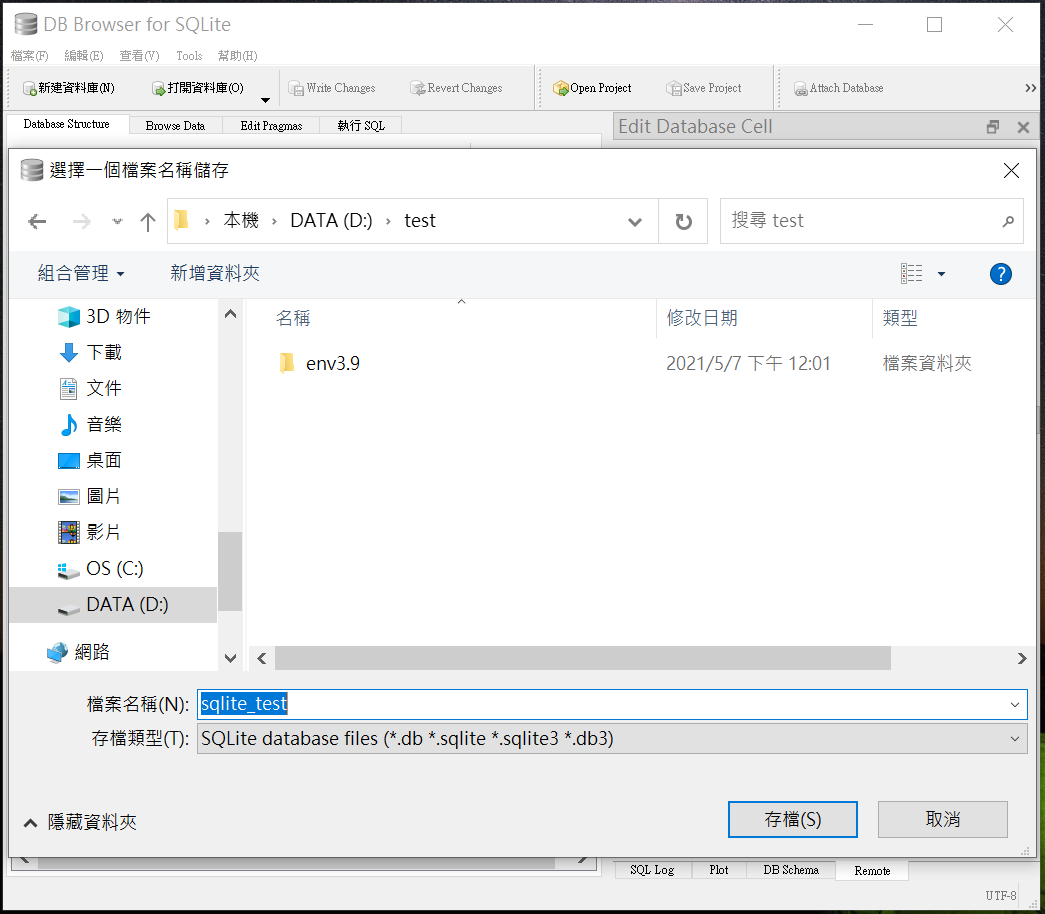 DB Browser for SQLite
檔案(F) 編輯(E) 查看(V) Tools 幫助(H)
新建資料庫(N) 打開資料庫(O) Write Changes Revert Changes Open Project Save Project Attach Database
Database Structure Browse Data Edit Pragmas 執行 SQL
Edit Database Cell
選擇一個檔案名稱儲存
本機 DATA (D:) test
搜尋 test
組合管理 新增資料夾
3D 物件
下載
文件
音樂
桌面
圖片
影片
OS (C:)
DATA (D:)
網路
名稱 修改日期 類型
env3.9 2021/5/7 下午 12:01 檔案資料夾
檔案名稱(N): sqlite_test
存檔類型(T): SQLite database files (*.db *.sqlite *.sqlite3 *.db3)
隱藏資料夾 存檔(S) 取消
SQL Log Plot DB Schema Remote
UTF-8